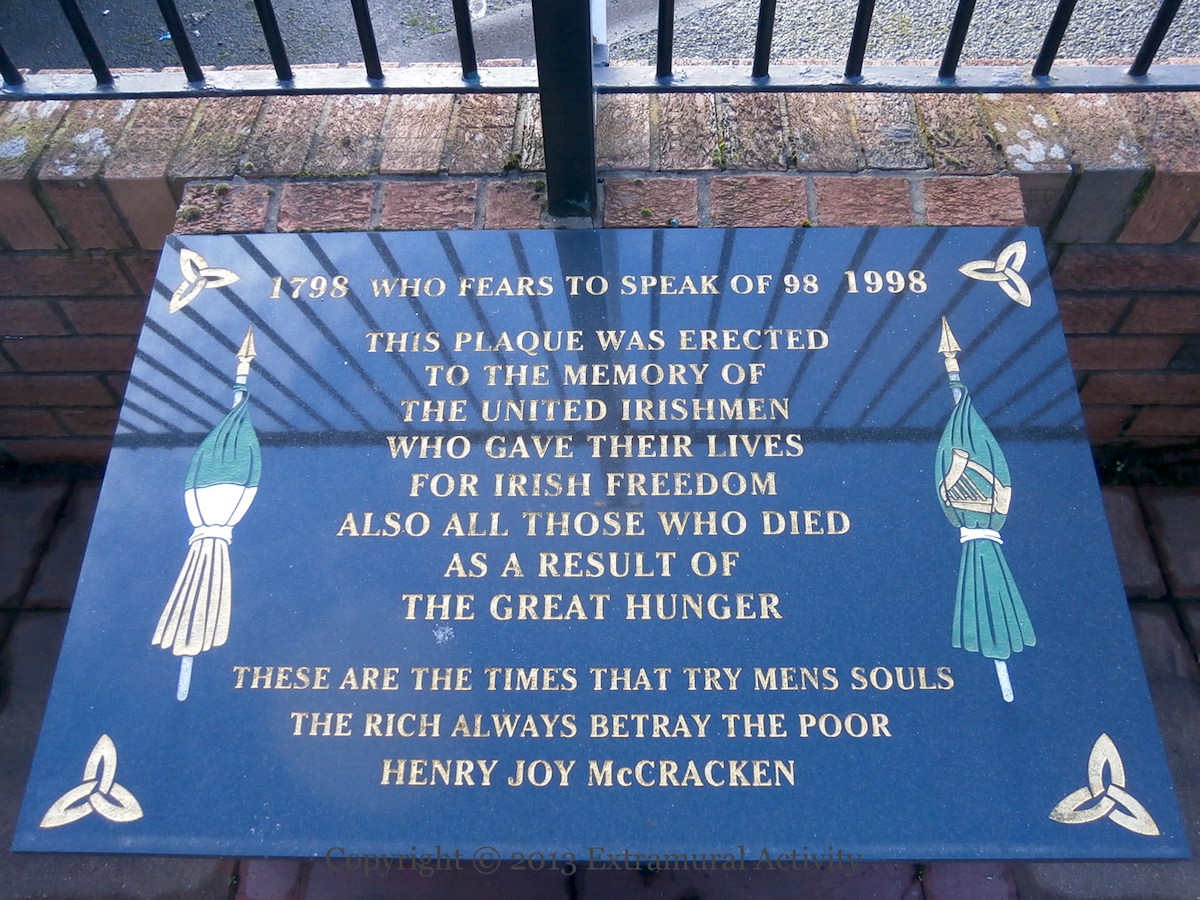 1798 WHO FEARS TO SPEAK OF 98 1998
THIS PLAQUE WAS ERECTED
TO THE MEMORY OF
THE UNITED IRISHMEN
WHO GAVE THEIR LIVES
FOR IRISH FREEDOM
ALSO ALL THOSE WHO DIED
AS A RESULT OF
THE GREAT HUNGER
THESE ARE THE TIMES THAT TRY MENS SOULS
THE RICH ALWAYS BETRAY THE POOR
HENRY JOY McCRACKEN
Copyright © 2013 Extramural Activity